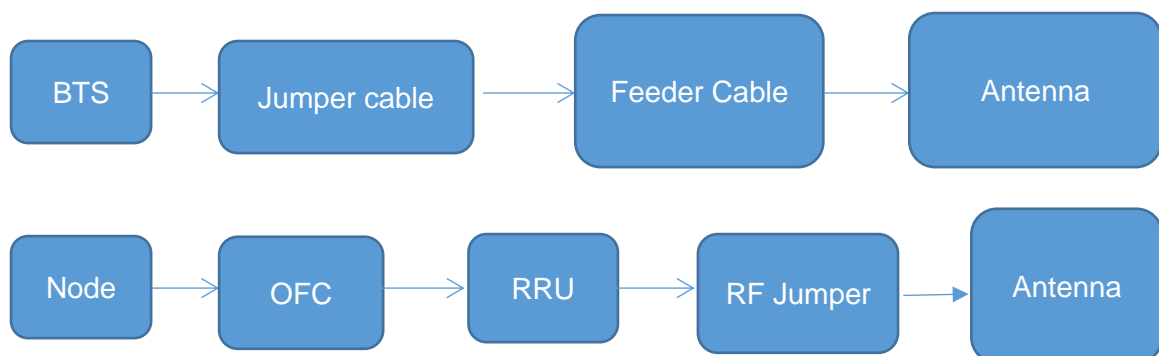 BTS
Jumper cable
Feeder Cable
Antenna
Node
OFC
RRU
RF Jumper
Antenna